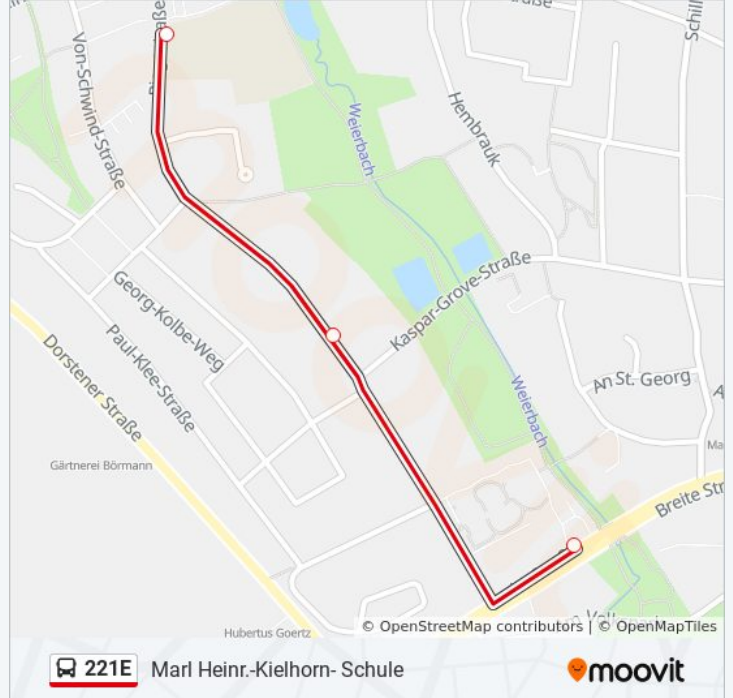 Schill
Von-Schwind-Straße
Hembrauk
Weierbach
Kaspar-Grove-Straße
Georg-Kolbe-Weg
Paul-Klee-Straße
Dorstener Straße
An St. Georg
Weierbach
Gärtnerei Börmann
Breite Str
Hubertus Goertz
© OpenStreetMap contributors | © OpenMapTiles
221E Marl Heinr.-Kielhorn- Schule
moovit